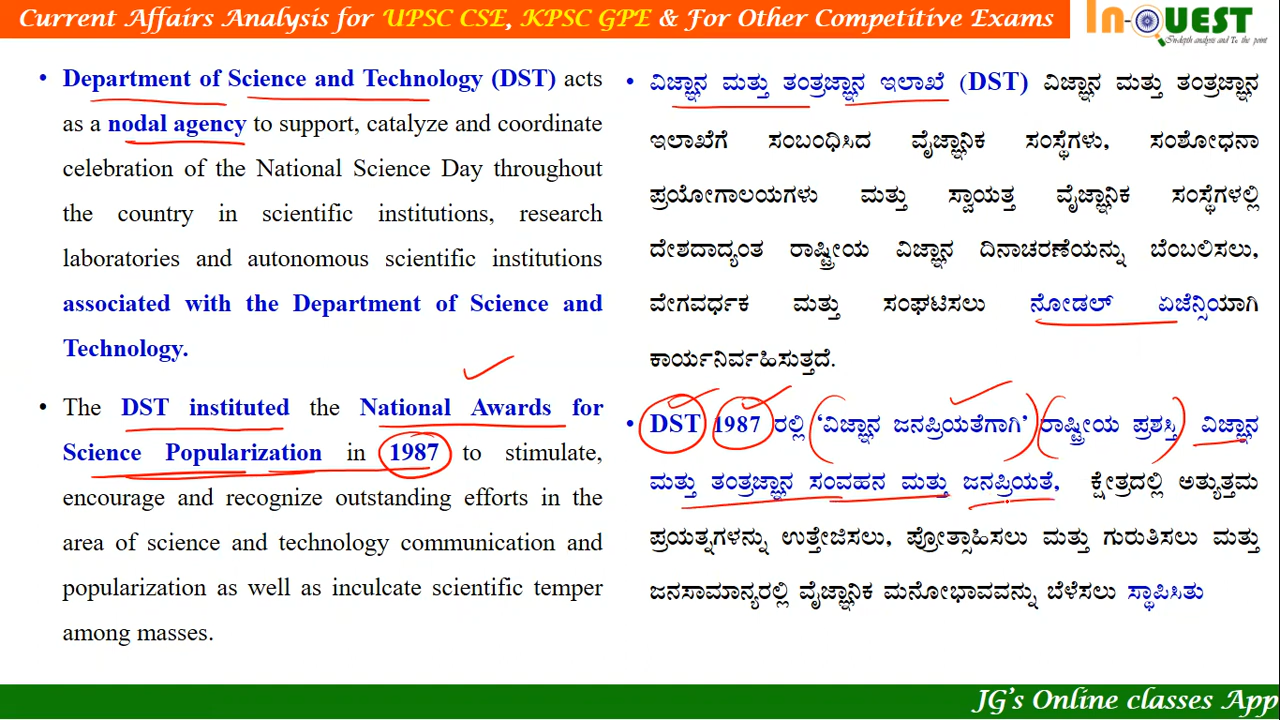 Current Affairs Analysis for UPSC CSE, KPSC GPE & For Other Competitive Exams
In-QUEST
In-depth analysis and To the point
• Department of Science and Technology (DST) acts
as a nodal agency to support, catalyze and coordinate
celebration of the National Science Day throughout
the country in scientific institutions, research
laboratories and autonomous scientific institutions
associated with the Department of Science and
Technology.
• The DST instituted the National Awards for
Science Popularization in 1987 to stimulate,
encourage and recognize outstanding efforts in the
area of science and technology communication and
popularization as well as inculcate scientific temper
among masses.
• ವಿಜ್ಞಾನ ಮತ್ತು ತಂತ್ರಜ್ಞಾನ ಇಲಾಖೆ (DST) ವಿಜ್ಞಾನ ಮತ್ತು ತಂತ್ರಜ್ಞಾನ
ಇಲಾಖೆಗೆ ಸಂಬಂಧಿಸಿದ ವೈಜ್ಞಾನಿಕ ಸಂಸ್ಥೆಗಳು, ಸಂಶೋಧನಾ
ಪ್ರಯೋಗಾಲಯಗಳು ಮತ್ತು ಸ್ವಾಯತ್ತ ವೈಜ್ಞಾನಿಕ ಸಂಸ್ಥೆಗಳಲ್ಲಿ
ದೇಶದಾದ್ಯಂತ ರಾಷ್ಟ್ರೀಯ ವಿಜ್ಞಾನ ದಿನಾಚರಣೆಯನ್ನು ಬೆಂಬಲಿಸಲು,
ವೇಗವರ್ಧಕ ಮತ್ತು ಸಂಘಟಿಸಲು ನೋಡಲ್ ಏಜೆನ್ಸಿಯಾಗಿ
ಕಾರ್ಯನಿರ್ವಹಿಸುತ್ತದೆ.
• DST 1987 ರಲ್ಲಿ ‘ವಿಜ್ಞಾನ ಜನಪ್ರಿಯತೆಗಾಗಿ’ ರಾಷ್ಟ್ರೀಯ ಪ್ರಶಸ್ತಿ ವಿಜ್ಞಾನ
ಮತ್ತು ತಂತ್ರಜ್ಞಾನ ಸಂವಹನ ಮತ್ತು ಜನಪ್ರಿಯತೆ, ಕ್ಷೇತ್ರದಲ್ಲಿ ಅತ್ಯುತ್ತಮ
ಪ್ರಯತ್ನಗಳನ್ನು ಉತ್ತೇಜಿಸಲು, ಪ್ರೋತ್ಸಾಹಿಸಲು ಮತ್ತು ಗುರುತಿಸಲು ಮತ್ತು
ಜನಸಾಮಾನ್ಯರಲ್ಲಿ ವೈಜ್ಞಾನಿಕ ಮನೋಭಾವವನ್ನು ಬೆಳೆಸಲು ಸ್ಥಾಪಿಸಿತು
JG's Online classes App